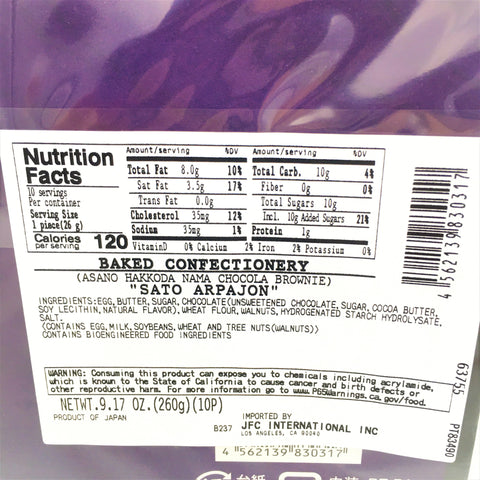 Nutrition Facts
10 servings
Per container
Serving Size
1 piece(26 g)
Calories per serving 120
Amount/serving %DV
Total Fat 8.0g 10%
Sat Fat 3.5g 17%
Trans Fat 0.0g
Cholesterol 35mg 12%
Sodium 35mg 1%
Amount/serving %DV
Total Carb. 10g 4%
Fiber 0g 0%
Total Sugars 10g
Incl. 10g Added Sugars 21%
Protein 1g
VitaminD 0% Calcium 2% Iron 2% Potassium 0%
BAKED CONFECTIONERY
(ASANO HAKKODA NAMA CHOCOLA BROWNIE)
"SATO ARPAJON"
INGREDIENTS:EGG, BUTTER, SUGAR, CHOCOLATE(UNSWEETENED CHOCOLATE, SUGAR, COCOA BUTTER,
SOY LECITHIN, NATURAL FLAVOR), WHEAT FLOUR, WALNUTS, HYDROGENATED STARCH HYDROLYSATE,
SALT.
(CONTAINS EGG, MILK, SOYBEANS, WHEAT AND TREE NUTS(WALNUTS))
CONTAINS BIOENGINEERED FOOD INGREDIENTS
WARNING: Consuming this product can expose you to chemicals including acrylamide,
which is known to the State of California to cause cancer and birth defects or
other reproductive harm. For more information go to www.P65Warnings.ca.gov/food.
NETWT.9.17 OZ.(260g)(10P)
PRODUCT OF JAPAN
B237
IMPORTED BY
JFC INTERNATIONAL INC
LOS ANGELES, CA 90040
4 562139 830317
63755
PT83490
4 562139 830317